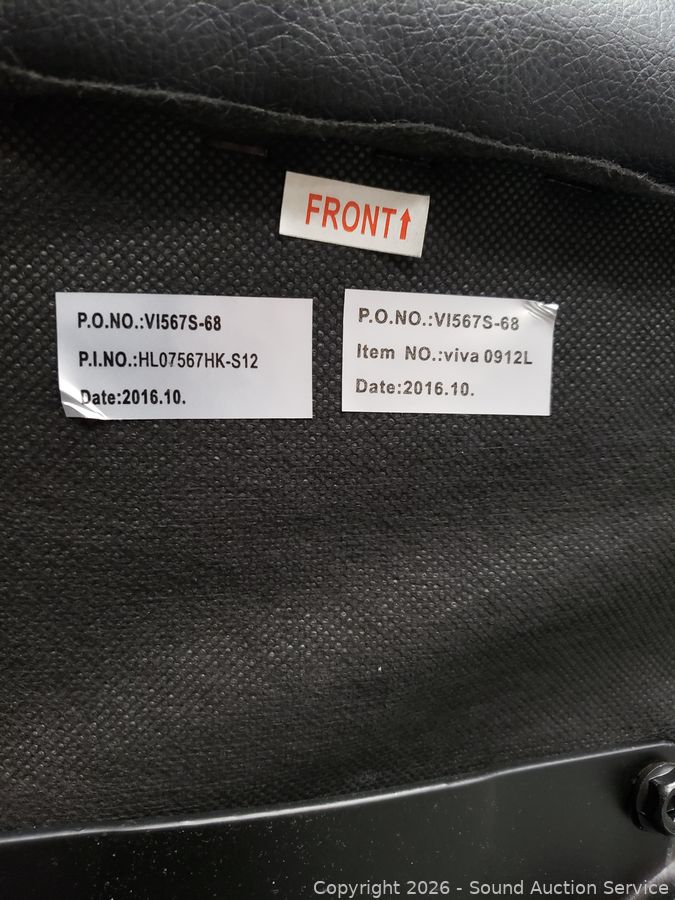 FRONT↑
P.O.NO.:VI567S-68
P.I.NO.:HL07567HK-S12
Date:2016.10.
P.O.NO.:VI567S-68
Item NO.:viva 0912L
Date:2016.10.
Copyright 2026 - Sound Auction Service